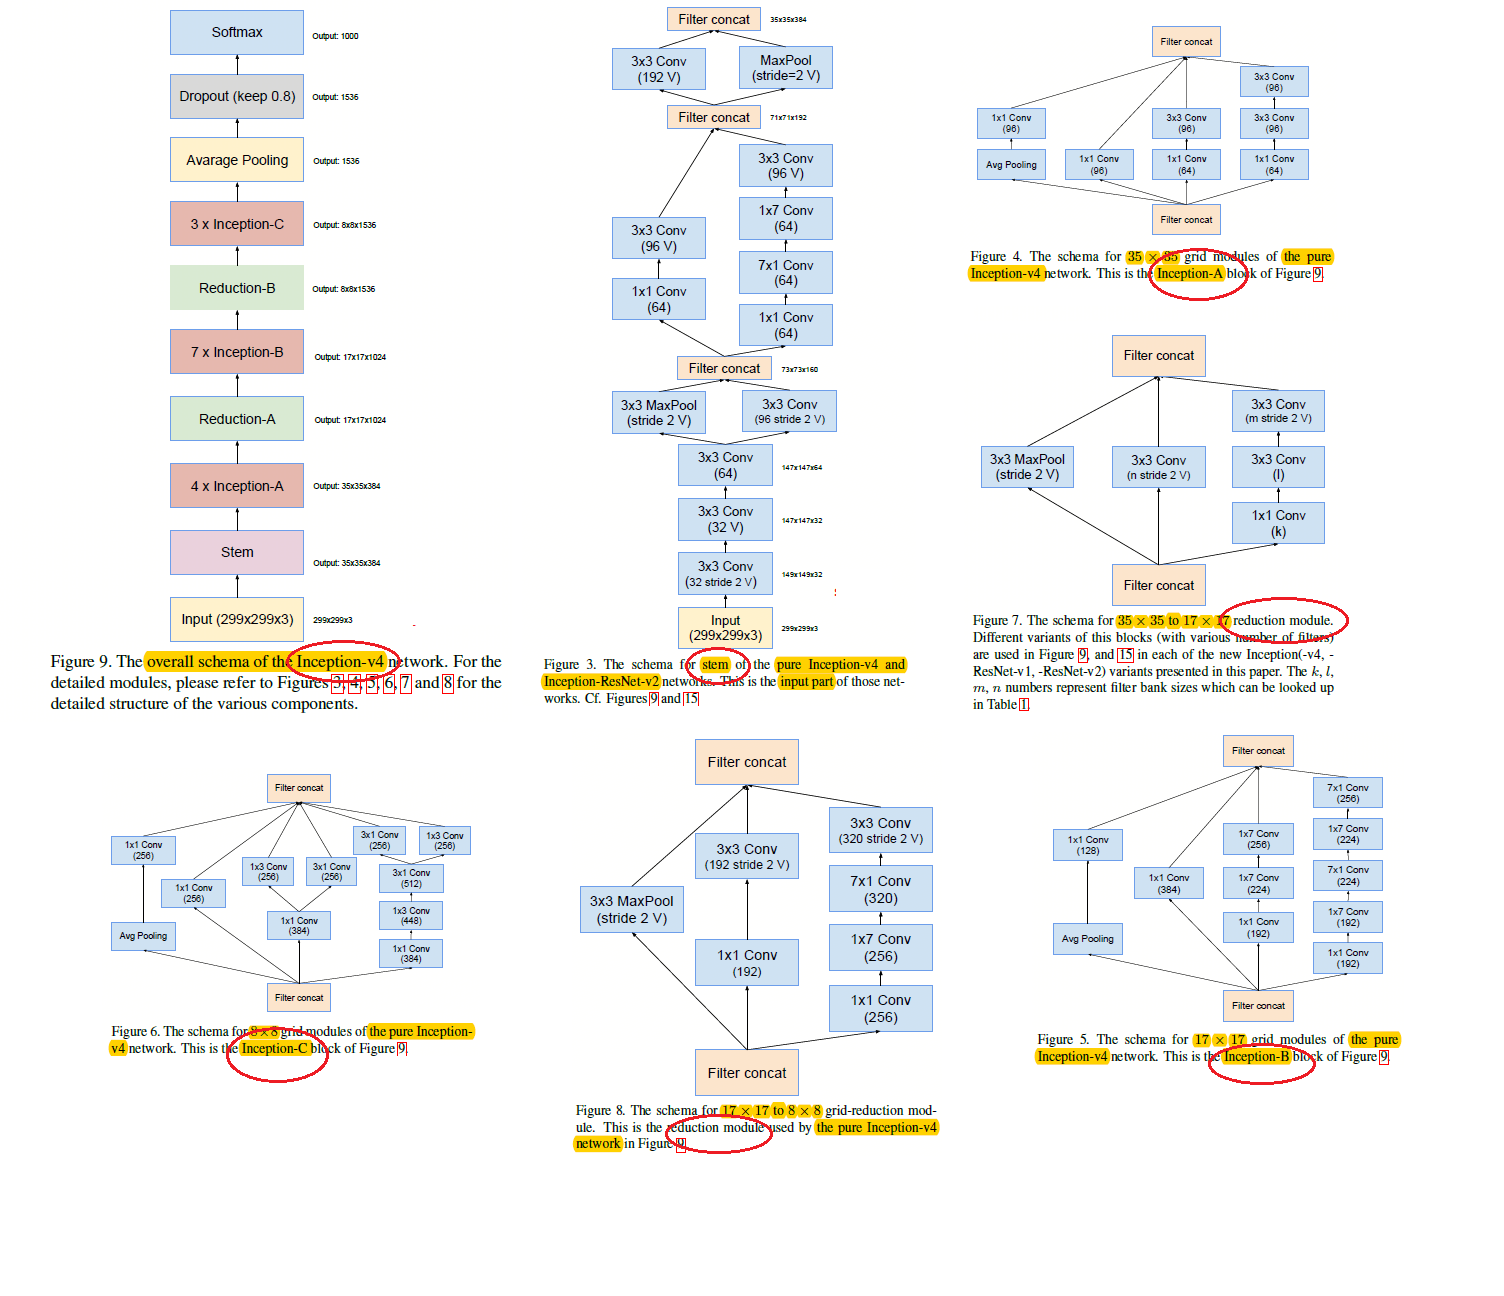 Softmax
Output: 1000
Dropout (keep 0.8)
Output: 1536
Avarage Pooling
Output: 1536
3 x Inception-C
Output: 8x8x1536
Reduction-B
Output: 8x8x1536
7 x Inception-B
Output: 17x17x1024
Reduction-A
Output: 17x17x1024
4 x Inception-A
Output: 35x35x384
Stem
Output: 35x35x384
Input (299x299x3)
299x299x3
Figure 9. The overall schema of the Inception-v4 network. For the
detailed modules, please refer to Figures 3, 4, 5, 6, 7 and 8 for the
detailed structure of the various components.
Filter concat
35x35x384
3x3 Conv
(192 V)
MaxPool
(stride=2 V)
Filter concat
71x71x192
3x3 Conv
(96 V)
1x7 Conv
(64)
3x3 Conv
(96 V)
7x1 Conv
(64)
1x1 Conv
(64)
1x1 Conv
(64)
Filter concat
73x73x160
3x3 MaxPool
(stride 2 V)
3x3 Conv
(96 stride 2 V)
3x3 Conv
(64)
147x147x64
3x3 Conv
(32 V)
147x147x32
3x3 Conv
(32 stride 2 V)
149x149x32
Input
(299x299x3)
299x299x3
Figure 3. The schema for stem of the pure Inception-v4 and
Inception-ResNet-v2 networks. This is the input part of those net-
works. Cf. Figures 9 and 15
Filter concat
3x3 Conv
(96)
1x1 Conv
(96)
3x3 Conv
(96)
3x3 Conv
(96)
Avg Pooling
1x1 Conv
(96)
1x1 Conv
(64)
1x1 Conv
(64)
Filter concat
Figure 4. The schema for 35 × 35 grid modules of the pure
Inception-v4 network. This is the Inception-A block of Figure 9.
Filter concat
3x3 Conv
(m stride 2 V)
3x3 MaxPool
(stride 2 V)
3x3 Conv
(n stride 2 V)
3x3 Conv
(l)
1x1 Conv
(k)
Filter concat
Figure 7. The schema for 35 × 35 to 17 × 17 reduction module.
Different variants of this blocks (with various number of filters)
are used in Figure 9, and 15 in each of the new Inception(-v4, -
ResNet-v1, -ResNet-v2) variants presented in this paper. The k, l,
m, n numbers represent filter bank sizes which can be looked up
in Table 1.
Filter concat
3x1 Conv
(256)
1x3 Conv
(256)
1x1 Conv
(256)
1x3 Conv
(256)
3x1 Conv
(256)
3x1 Conv
(512)
1x1 Conv
(256)
1x3 Conv
(448)
1x1 Conv
(384)
Avg Pooling
1x1 Conv
(384)
Filter concat
Figure 6. The schema for 8×8 grid modules of the pure Inception-
v4 network. This is the Inception-C block of Figure 9.
Filter concat
3x3 Conv
(320 stride 2 V)
3x3 Conv
(192 stride 2 V)
7x1 Conv
(320)
3x3 MaxPool
(stride 2 V)
1x7 Conv
(256)
1x1 Conv
(192)
1x1 Conv
(256)
Filter concat
Figure 8. The schema for 17 × 17 to 8 × 8 grid-reduction mod-
ule. This is the reduction module used by the pure Inception-v4
network in Figure 9.
Filter concat
7x1 Conv
(256)
1x7 Conv
(224)
1x1 Conv
(128)
1x7 Conv
(256)
7x1 Conv
(224)
1x1 Conv
(384)
1x7 Conv
(224)
1x7 Conv
(192)
1x1 Conv
(192)
Avg Pooling
1x1 Conv
(192)
Filter concat
Figure 5. The schema for 17 × 17 grid modules of the pure
Inception-v4 network. This is the Inception-B block of Figure 9.